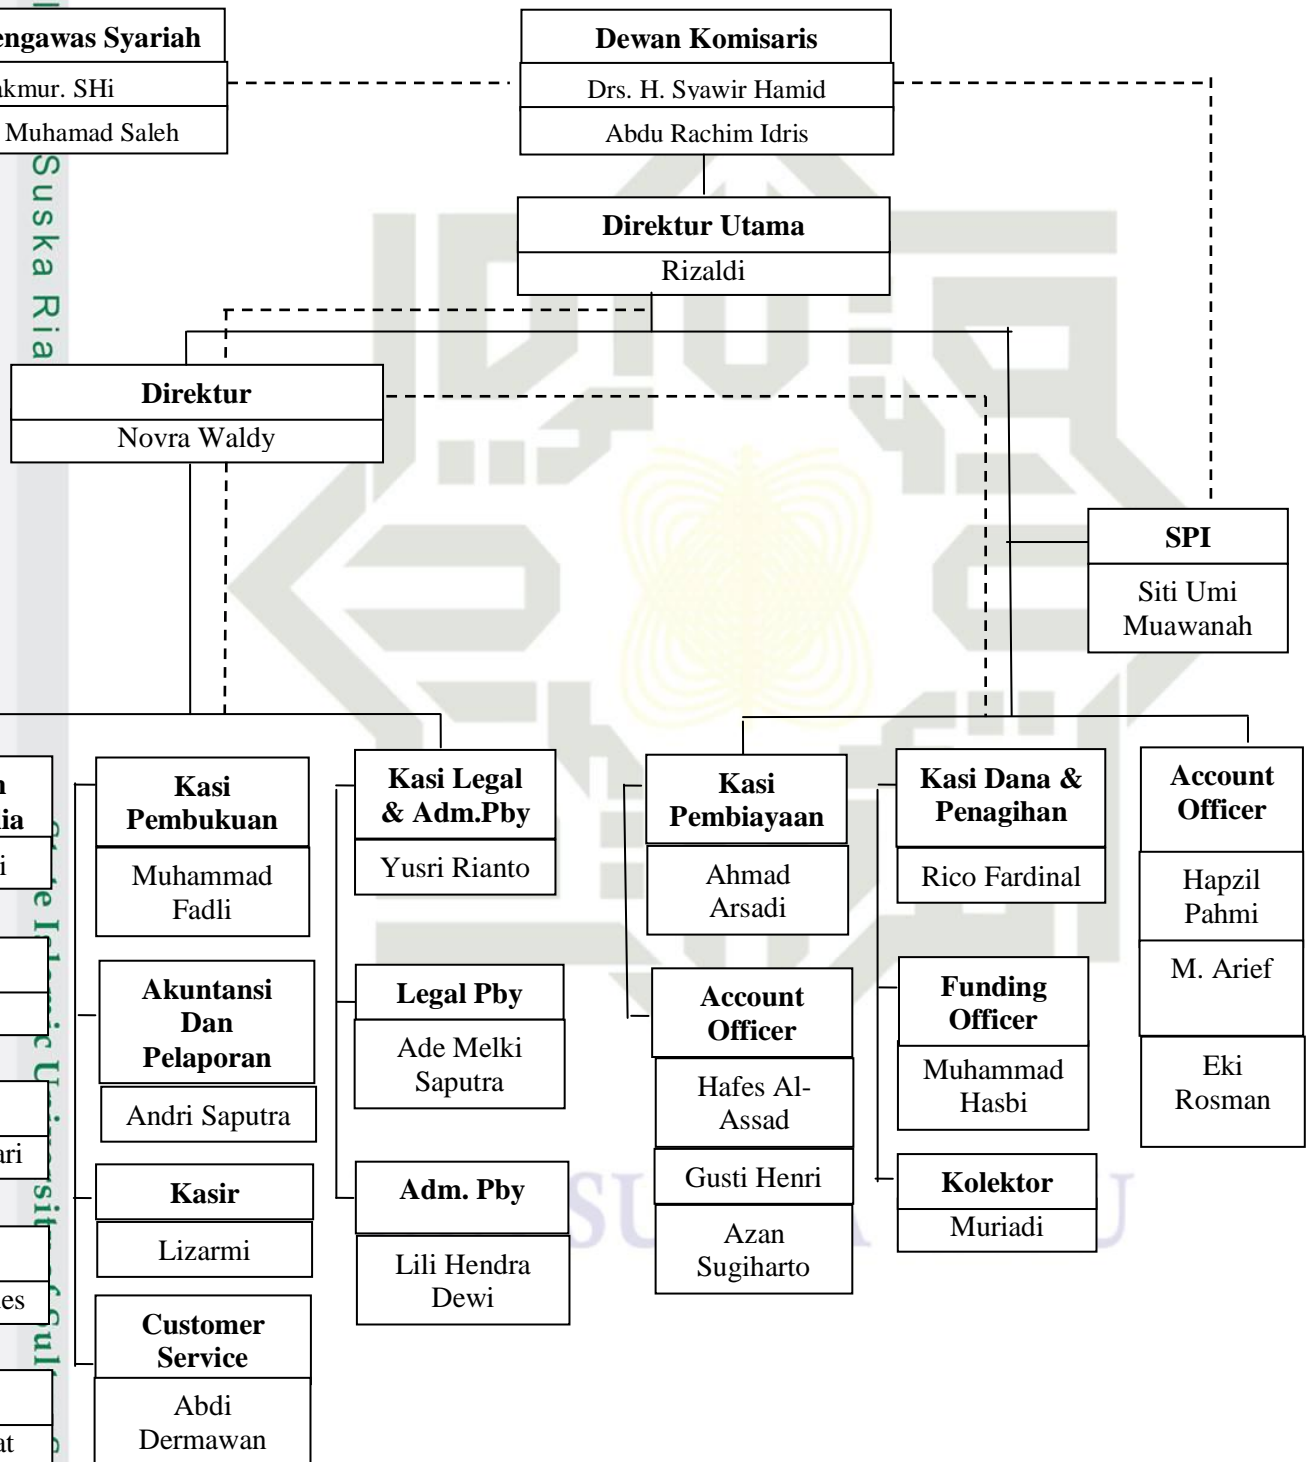 engawas Syariah
akmur. SHi
Muhamad Saleh
Dewan Komisaris
Drs. H. Syawir Hamid
Abdu Rachim Idris
Direktur Utama
Rizaldi
Direktur
Novra Waldy
SPI
Siti Umi
Muawanah
Kasi
Pembukuan
Muhammad
Fadli
Akuntansi
Dan
Pelaporan
Andri Saputra
Kasir
Lizarmi
Customer
Service
Abdi
Dermawan
Kasi Legal
& Adm.Pby
Yusri Rianto
Legal Pby
Ade Melki
Saputra
Adm. Pby
Lili Hendra
Dewi
Kasi
Pembiayaan
Ahmad
Arsadi
Account
Officer
Hafes Al-
Assad
Gusti Henri
Azan
Sugiharto
Kasi Dana &
Penagihan
Rico Fardinal
Funding
Officer
Muhammad
Hasbi
Kolektor
Muriadi
Account
Officer
Hapzil
Pahmi
M. Arief
Eki
Rosman
Suska Ria